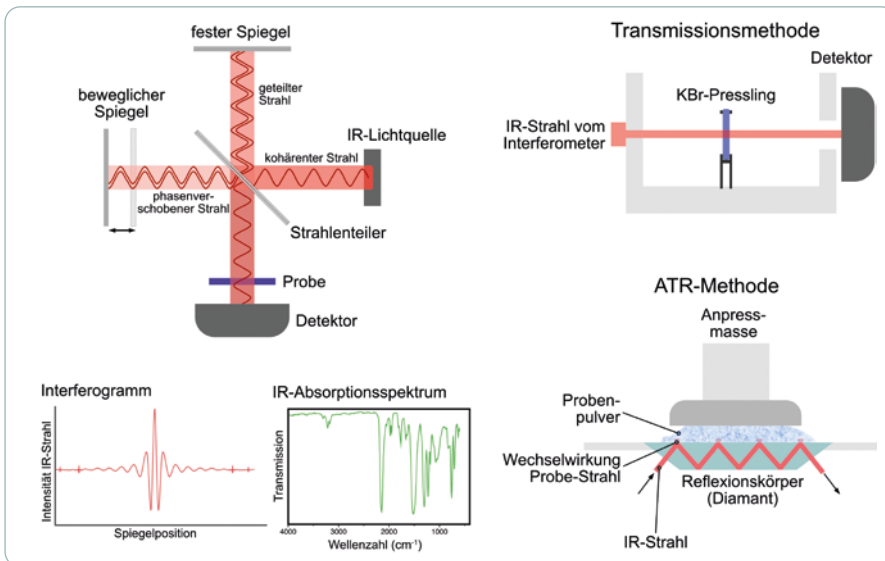 fester Spiegel
geteilter
Strahl
beweglicher
Spiegel
IR-Lichtquelle
kohärenter Strahl
phasenver-
schobener Strahl
Strahlenteiler
Probe
Detektor
Transmissionsmethode
Detektor
KBr-Pressling
IR-Strahl vom
Interferometer
Interferogramm
Intensität IR-Strahl
Spiegelposition
IR-Absorptionsspektrum
Transmission
4000 3000 2000 1000
Wellenzahl (cm⁻¹)
ATR-Methode
Anpress-
masse
Proben-
pulver
Wechselwirkung
Probe-Strahl
Reflexionskörper
(Diamant)
IR-Strahl